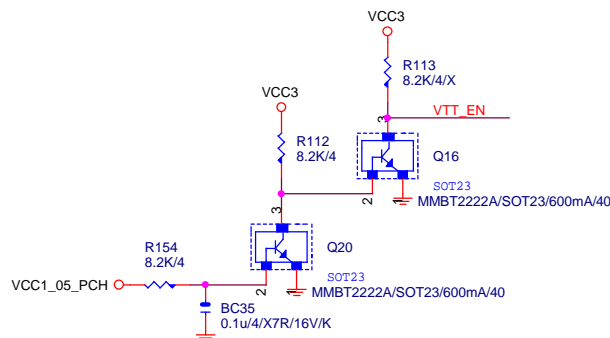 VCC3
R113
8.2K/4/X
VTT_EN
3
VCC3
R112
8.2K/4
Q16
SOT23
MMBT2222A/SOT23/600mA/40
2
1
3
R154
8.2K/4
Q20
SOT23
MMBT2222A/SOT23/600mA/40
VCC1_05_PCH
2
1
BC35
0.1u/4/X7R/16V/K